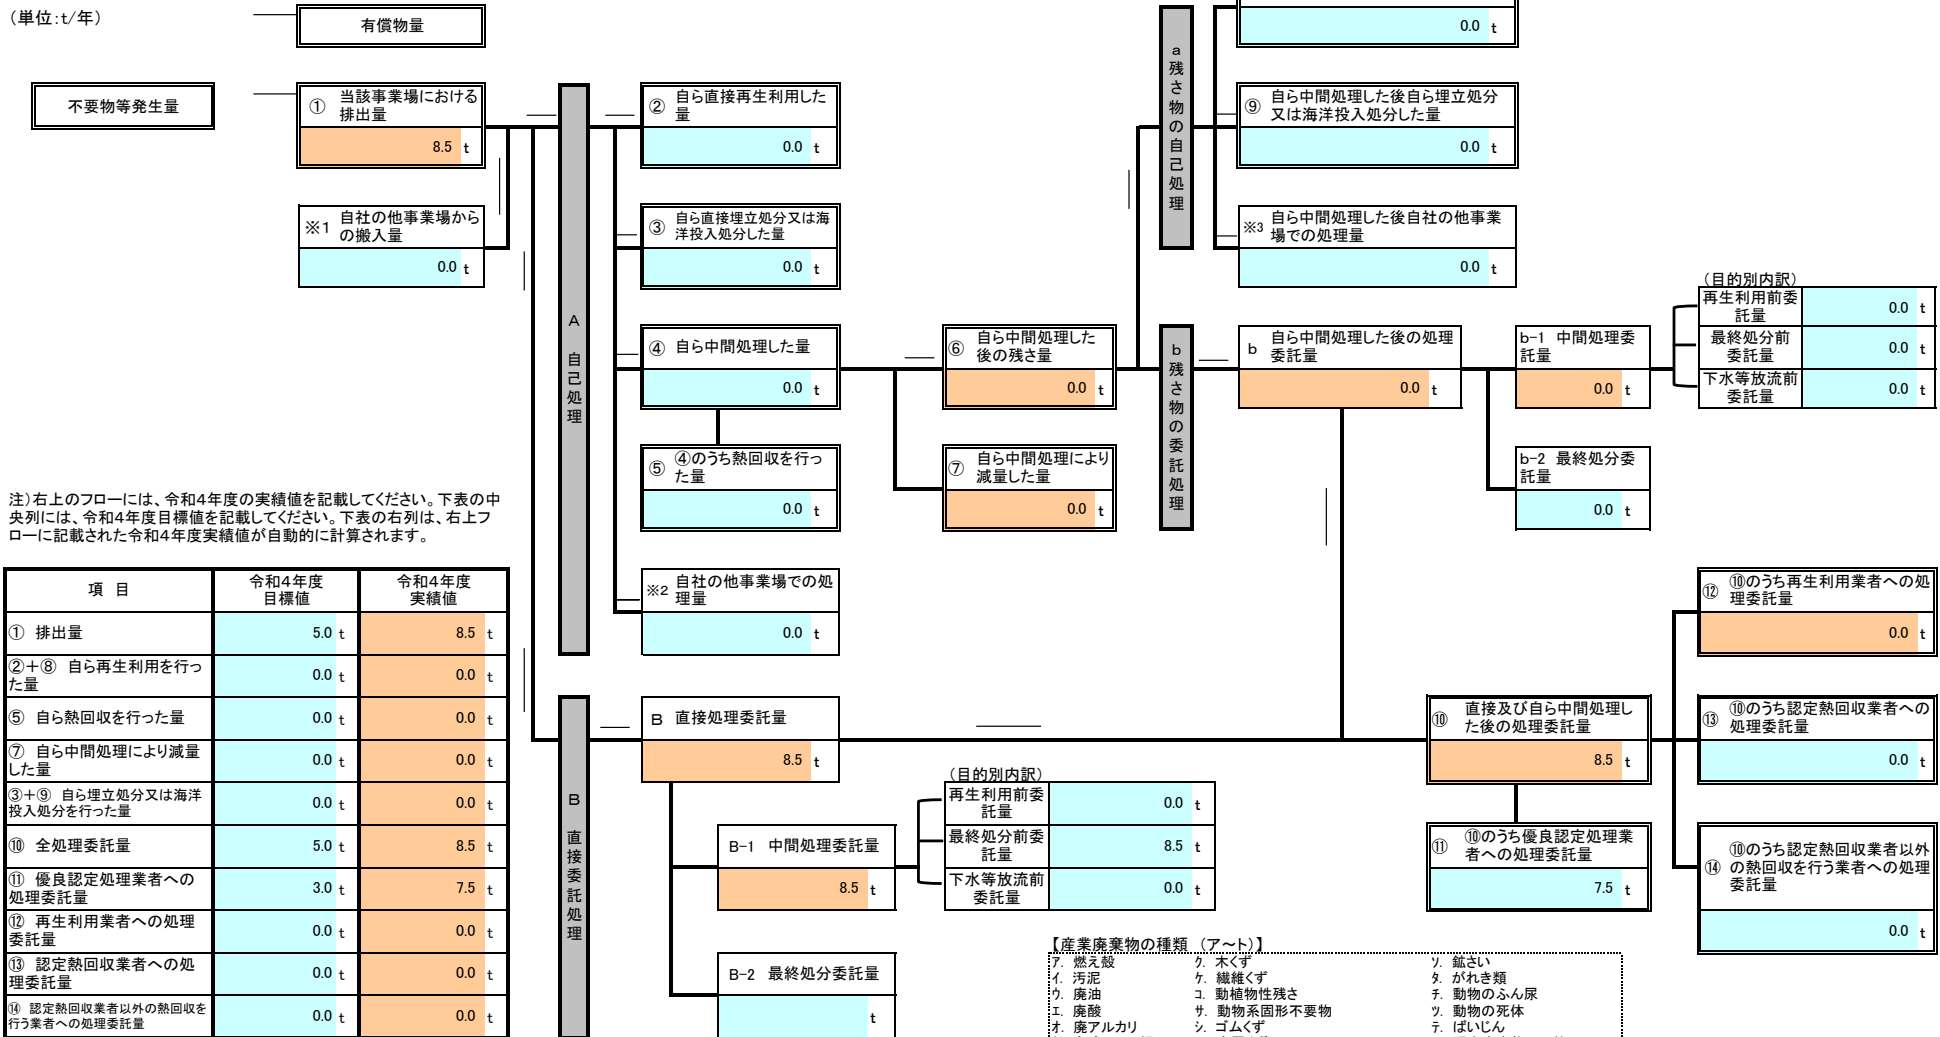 (単位:t/年)
有償物量
0.0 t
不要物等発生量
① 当該事業場における
排出量
8.5 t
※1 自社の他事業場から
の搬入量
0.0 t
A 自己処理
② 自ら直接再生利用した
量
0.0 t
③ 自ら直接埋立処分又は海
洋投入処分した量
0.0 t
④ 自ら中間処理した量
0.0 t
⑤ ④のうち熱回収を行っ
た量
0.0 t
※2 自社の他事業場での処
理量
0.0 t
⑥ 自ら中間処理した
後の残さ量
0.0 t
⑦ 自ら中間処理により
減量した量
0.0 t
a 残さ物の自己処理
⑨ 自ら中間処理した後自ら埋立処分
又は海洋投入処分した量
0.0 t
※3 自ら中間処理した後自社の他事業
場での処理量
0.0 t
b 残さ物の委託処理
b 自ら中間処理した後の処理
委託量
0.0 t
b-1 中間処理委
託量
0.0 t
b-2 最終処分委
託量
0.0 t
(目的別内訳)
再生利用前委
託量
0.0 t
最終処分前
委託量
0.0 t
下水等放流前
委託量
0.0 t
注)右上のフローには、令和4年度の実績値を記載してください。下表の中
央列には、令和4年度目標値を記載してください。下表の右列は、右上フ
ローに記載された令和4年度実績値が自動的に計算されます。
項 目 令和4年度
目標値 令和4年度
実績値
① 排出量 5.0 t 8.5 t
②+⑧ 自ら再生利用を行っ
た量 0.0 t 0.0 t
⑤ 自ら熱回収を行った量 0.0 t 0.0 t
⑦ 自ら中間処理により減量
した量 0.0 t 0.0 t
③+⑨ 自ら埋立処分又は海洋
投入処分を行った量 0.0 t 0.0 t
⑩ 全処理委託量 5.0 t 8.5 t
⑪ 優良認定処理業者への
処理委託量 3.0 t 7.5 t
⑫ 再生利用業者への処理
委託量 0.0 t 0.0 t
⑬ 認定熱回収業者への処
理委託量 0.0 t 0.0 t
⑭ 認定熱回収業者以外の熱回収を
行う業者への処理委託量 0.0 t 0.0 t
B 直接委託処理
B 直接処理委託量
8.5 t
B-1 中間処理委託量
8.5 t
B-2 最終処分委託量
t
(目的別内訳)
再生利用前委
託量
0.0 t
最終処分前委
託量
8.5 t
下水等放流前
委託量
0.0 t
⑩ 直接及び自ら中間処理し
た後の処理委託量
8.5 t
⑪ ⑩のうち優良認定処理業
者への処理委託量
7.5 t
⑫ ⑩のうち再生利用業者への処
理委託量
0.0 t
⑬ ⑩のうち認定熱回収業者への
処理委託量
0.0 t
⑭ ⑩のうち認定熱回収業者以外
の熱回収を行う業者への処理
委託量
0.0 t
【産業廃棄物の種類 (ア~ト)】
ア. 燃え殻 ク. 木くず ソ. 鉱さい
イ. 汚泥 ケ. 繊維くず タ. がれき類
ウ. 廃油 コ. 動植物性残さ チ. 動物のふん尿
エ. 廃酸 サ. 動物系固形不要物 ツ. 動物の死体
オ. 廃アルカリ シ. ゴムくず テ. ばいじん